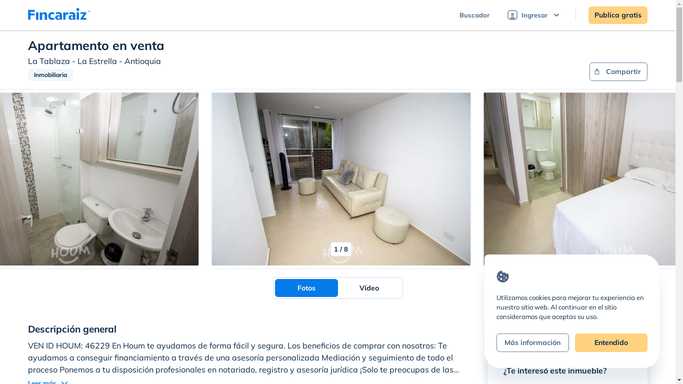 Fincaraiz
Buscador
Ingresar
Publica gratis
Apartamento en venta
La Tablaza - La Estrella - Antioquia
Inmobiliaria
Compartir
HOUM
1 / 8
HOUM
Fotos
Video
Descripción general
VEN ID HOUM: 46229 En Houm te ayudamos de forma fácil y segura. Los beneficios de comprar con nosotros: Te
ayudamos a conseguir financiamiento a través de una asesoría personalizada Mediación y seguimiento de todo el
proceso Ponemos a tu disposición profesionales en notariado, registro y asesoría jurídica ¡Solo te preocupas de las...
Leer más
Utilizamos cookies para mejorar tu experiencia en
nuestro sitio web. Al continuar en el sitio
consideramos que aceptas su uso.
Más información
Entendido
¿Te interesó este inmueble?